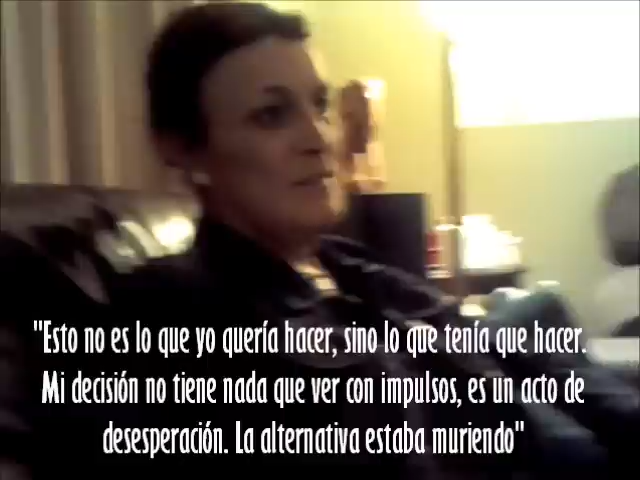 "Esto no es lo que yo quería hacer, sino lo que tenía que hacer.
Mi decisión no tiene nada que ver con impulsos, es un acto de
desesperación. La alternativa estaba muriendo"